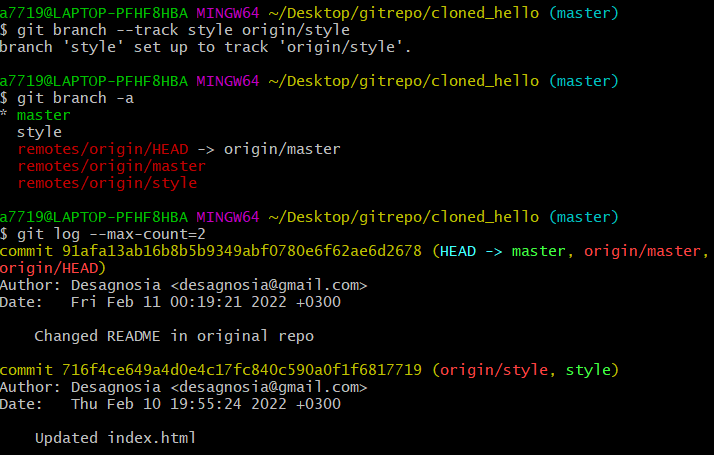 a7719@LAPTOP-PFHF8HBA MINGW64 ~/Desktop/gitrepo/cloned_hello (master)
$ git branch --track style origin/style
branch 'style' set up to track 'origin/style'.
a7719@LAPTOP-PFHF8HBA MINGW64 ~/Desktop/gitrepo/cloned_hello (master)
$ git branch -a
* master
  style
  remotes/origin/HEAD -> origin/master
  remotes/origin/master
  remotes/origin/style
a7719@LAPTOP-PFHF8HBA MINGW64 ~/Desktop/gitrepo/cloned_hello (master)
$ git log --max-count=2
commit 91afa13ab16b8b5b9349abf0780e6f62ae6d2678 (HEAD -> master, origin/master,
origin/HEAD)
Author: Desagnosia <desagnosia@gmail.com>
Date:   Fri Feb 11 00:19:21 2022 +0300
    Changed README in original repo
commit 716f4ce649a4d0e4c17fc840c590a0f1f6817719 (origin/style, style)
Author: Desagnosia <desagnosia@gmail.com>
Date:   Thu Feb 10 19:55:24 2022 +0300
    Updated index.html